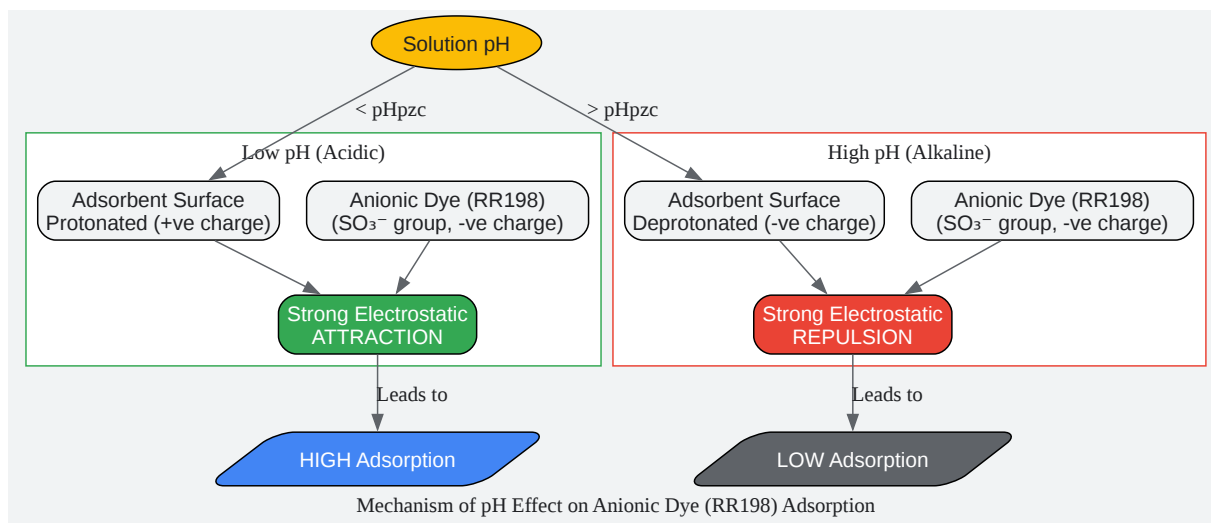 Solution pH
< pHpzc
> pHpzc
Low pH (Acidic)
Adsorbent Surface
Protonated (+ve charge)
Anionic Dye (RR198)
(SO₃⁻ group, -ve charge)
Strong Electrostatic
ATTRACTION
Leads to
HIGH Adsorption
High pH (Alkaline)
Adsorbent Surface
Deprotonated (-ve charge)
Anionic Dye (RR198)
(SO₃⁻ group, -ve charge)
Strong Electrostatic
REPULSION
Leads to
LOW Adsorption
Mechanism of pH Effect on Anionic Dye (RR198) Adsorption